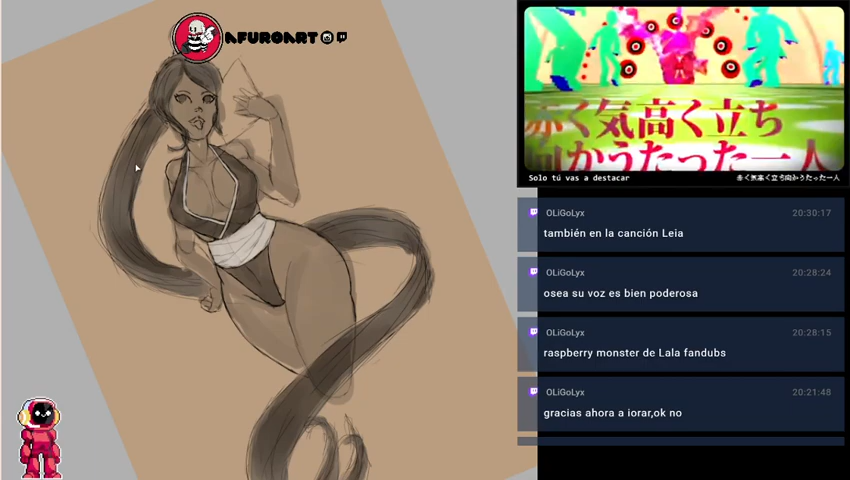 AFUROART
赤く気高く立ち
向かうたった一人
Solo tú vas a destacar
赤く気高く立ち向かうたった一人
OLiGoLyx
20:30:17
también en la canción Leia
OLiGoLyx
20:28:24
osea su voz es bien poderosa
OLiGoLyx
20:28:15
raspberry monster de Lala fandubs
OLiGoLyx
20:21:48
gracias ahora a iorar,ok no